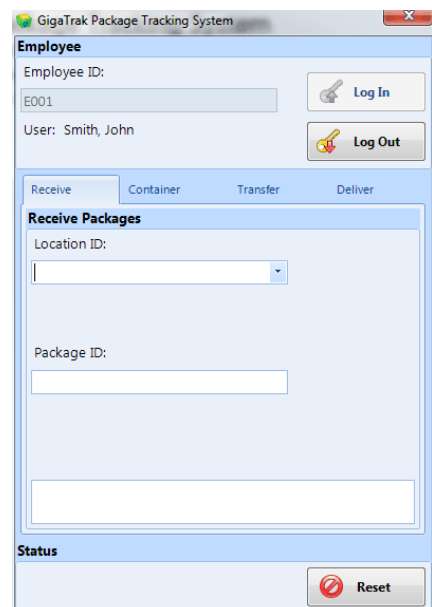 GigaTrak Package Tracking System
Employee
Employee ID:
E001
Log In
User: Smith, John
Log Out
Receive Container Transfer Deliver
Receive Packages
Location ID:
Package ID:
Status
Reset